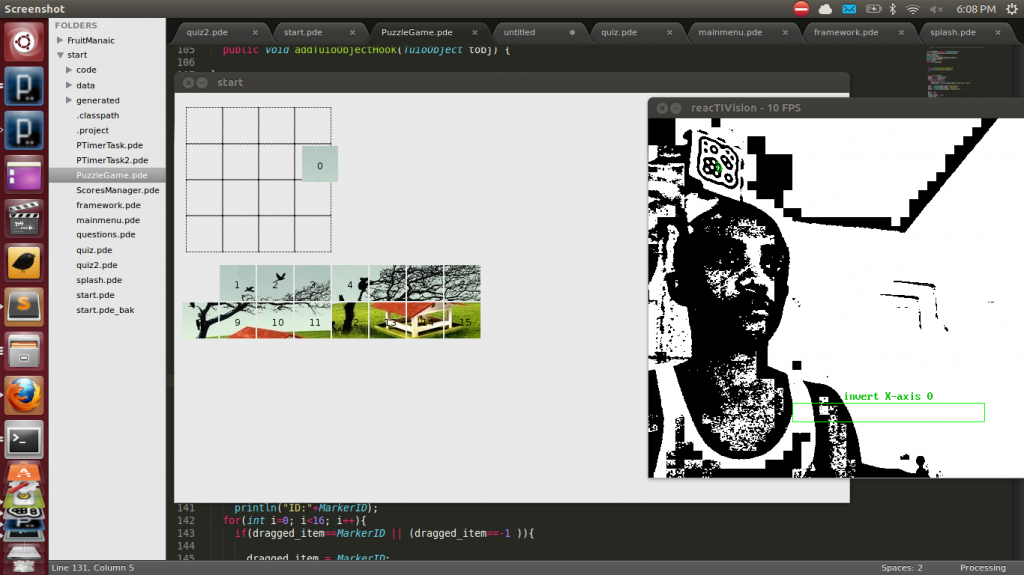 Screenshot
6:08 PM
FOLDERS
FruitManaic
start
code
data
generated
.classpath
.project
PTimerTask.pde
PTimerTask2.pde
PuzzleGame.pde
ScoresManager.pde
framework.pde
mainmenu.pde
questions.pde
quiz.pde
quiz2.pde
splash.pde
start.pde
start.pde_bak
quiz2.pde × start.pde × PuzzleGame.pde × untitled quiz.pde × mainmenu.pde × framework.pde × splash.pde ×
105 public void addTuioObjectHook(TuioObject tobj) {
106
start
0
1 2 3 4
9 10 11 12 13 14 15
reacTIVision - 10 FPS
invert X-axis 0
141 println("ID:"+MarkerID);
142 for(int i=0; i<16; i++){
143 if(dragged_item==MarkerID || (dragged_item==-1 )){
144
145 dragged_item = MarkerID;
Line 131, Column 5
Spaces: 2
Processing